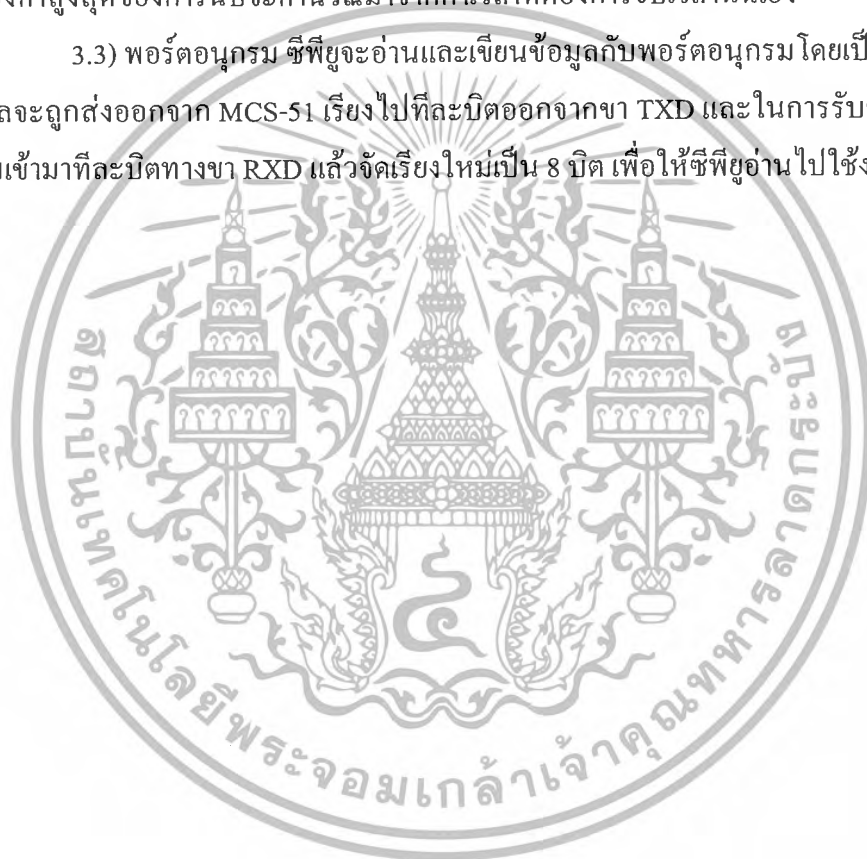 3.3) พอร์ตอนุกรม ซีพียูจะอ่านและเขียนข้อมูลกับพอร์ตอนุกรม โดยเป็
จะถูกส่งออกจาก MCS-51 เรียงไปทีละบิตออกจากขา TXD และในการรับ
เข้ามาทีละบิตทางขา RXD แล้วจัดเรียงใหม่เป็น 8 บิต เพื่อให้ซีพียูอ่านไปใช้
สถาบันเทคโนโลยีพระจอมเกล้าเจ้าคุณทหารลาดกระบัง